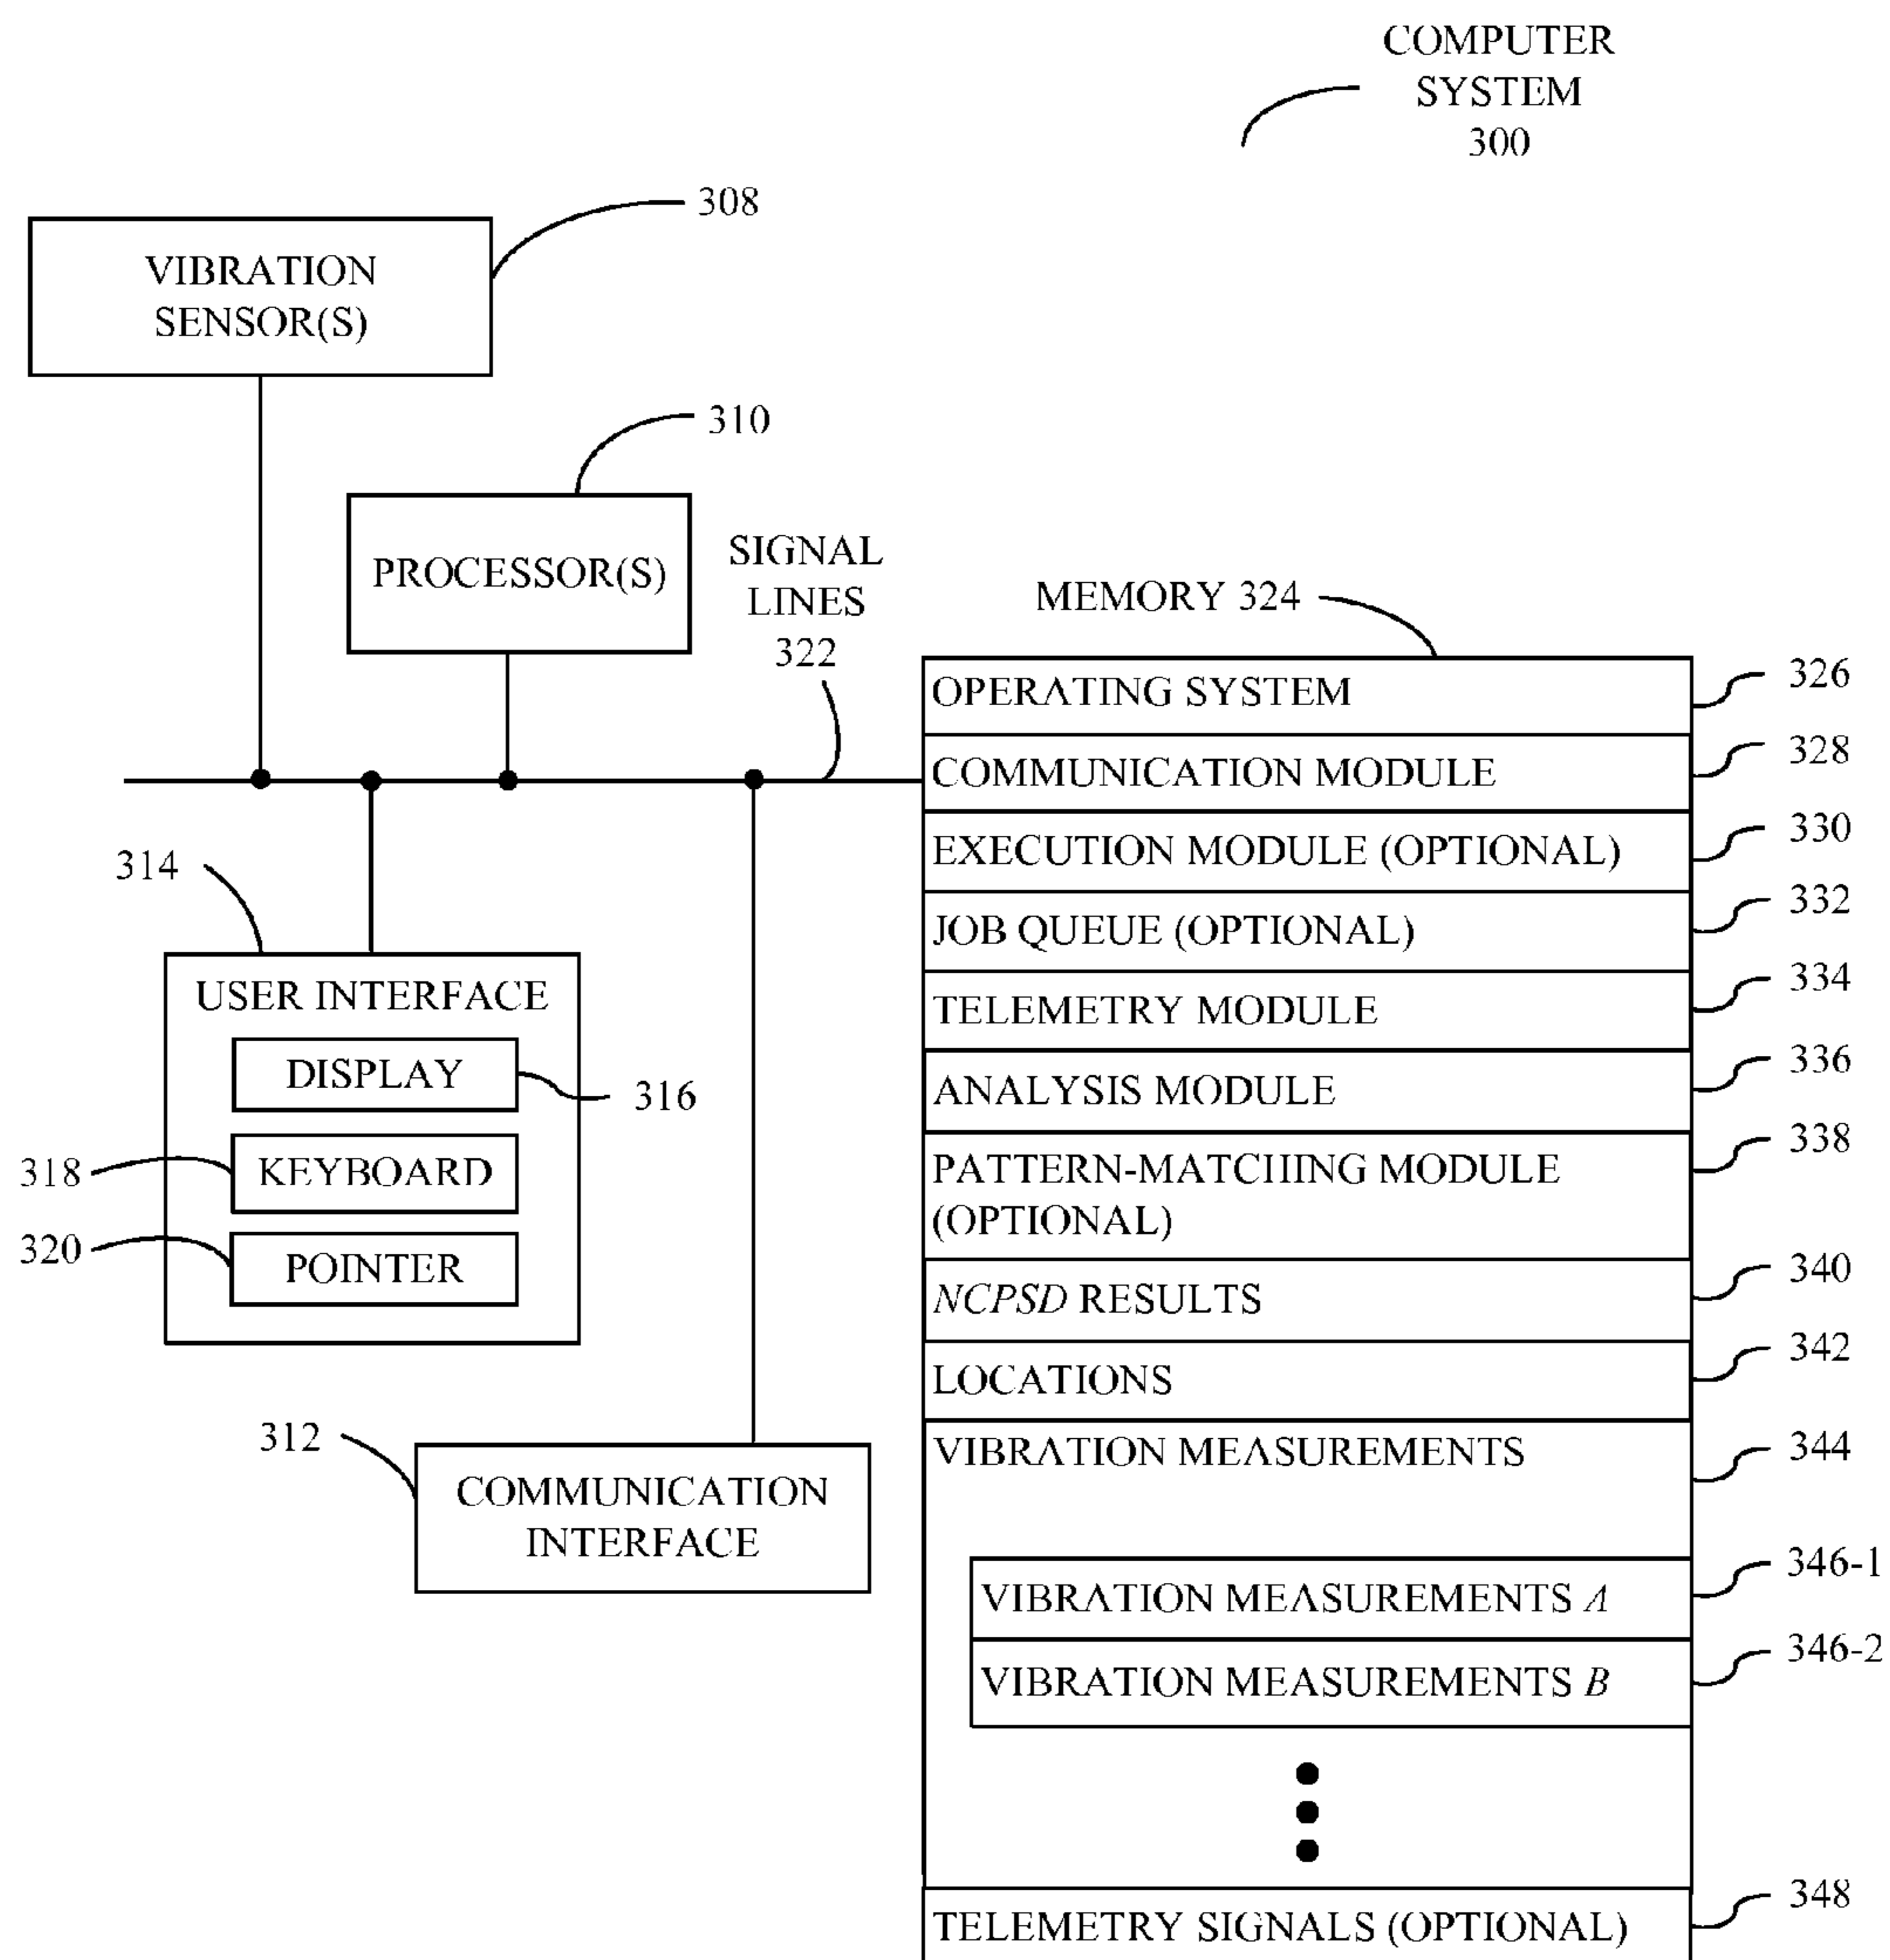 COMPUTER
SYSTEM
300
308
VIBRATION
SENSOR(S)
310
PROCESSOR(S)
SIGNAL
LINES
322
MEMORY 324
OPERATING SYSTEM
326
COMMUNICATION MODULE
328
EXECUTION MODULE (OPTIONAL)
330
JOB QUEUE (OPTIONAL)
332
TELEMETRY MODULE
334
ANALYSIS MODULE
336
PATTERN-MATCHING MODULE
(OPTIONAL)
338
NCPSD RESULTS
340
LOCATIONS
342
VIBRATION MEASUREMENTS
344
VIBRATION MEASUREMENTS A
346-1
VIBRATION MEASUREMENTS B
346-2
TELEMETRY SIGNALS (OPTIONAL)
348
314
USER INTERFACE
DISPLAY
316
318
KEYBOARD
320
POINTER
312
COMMUNICATION
INTERFACE